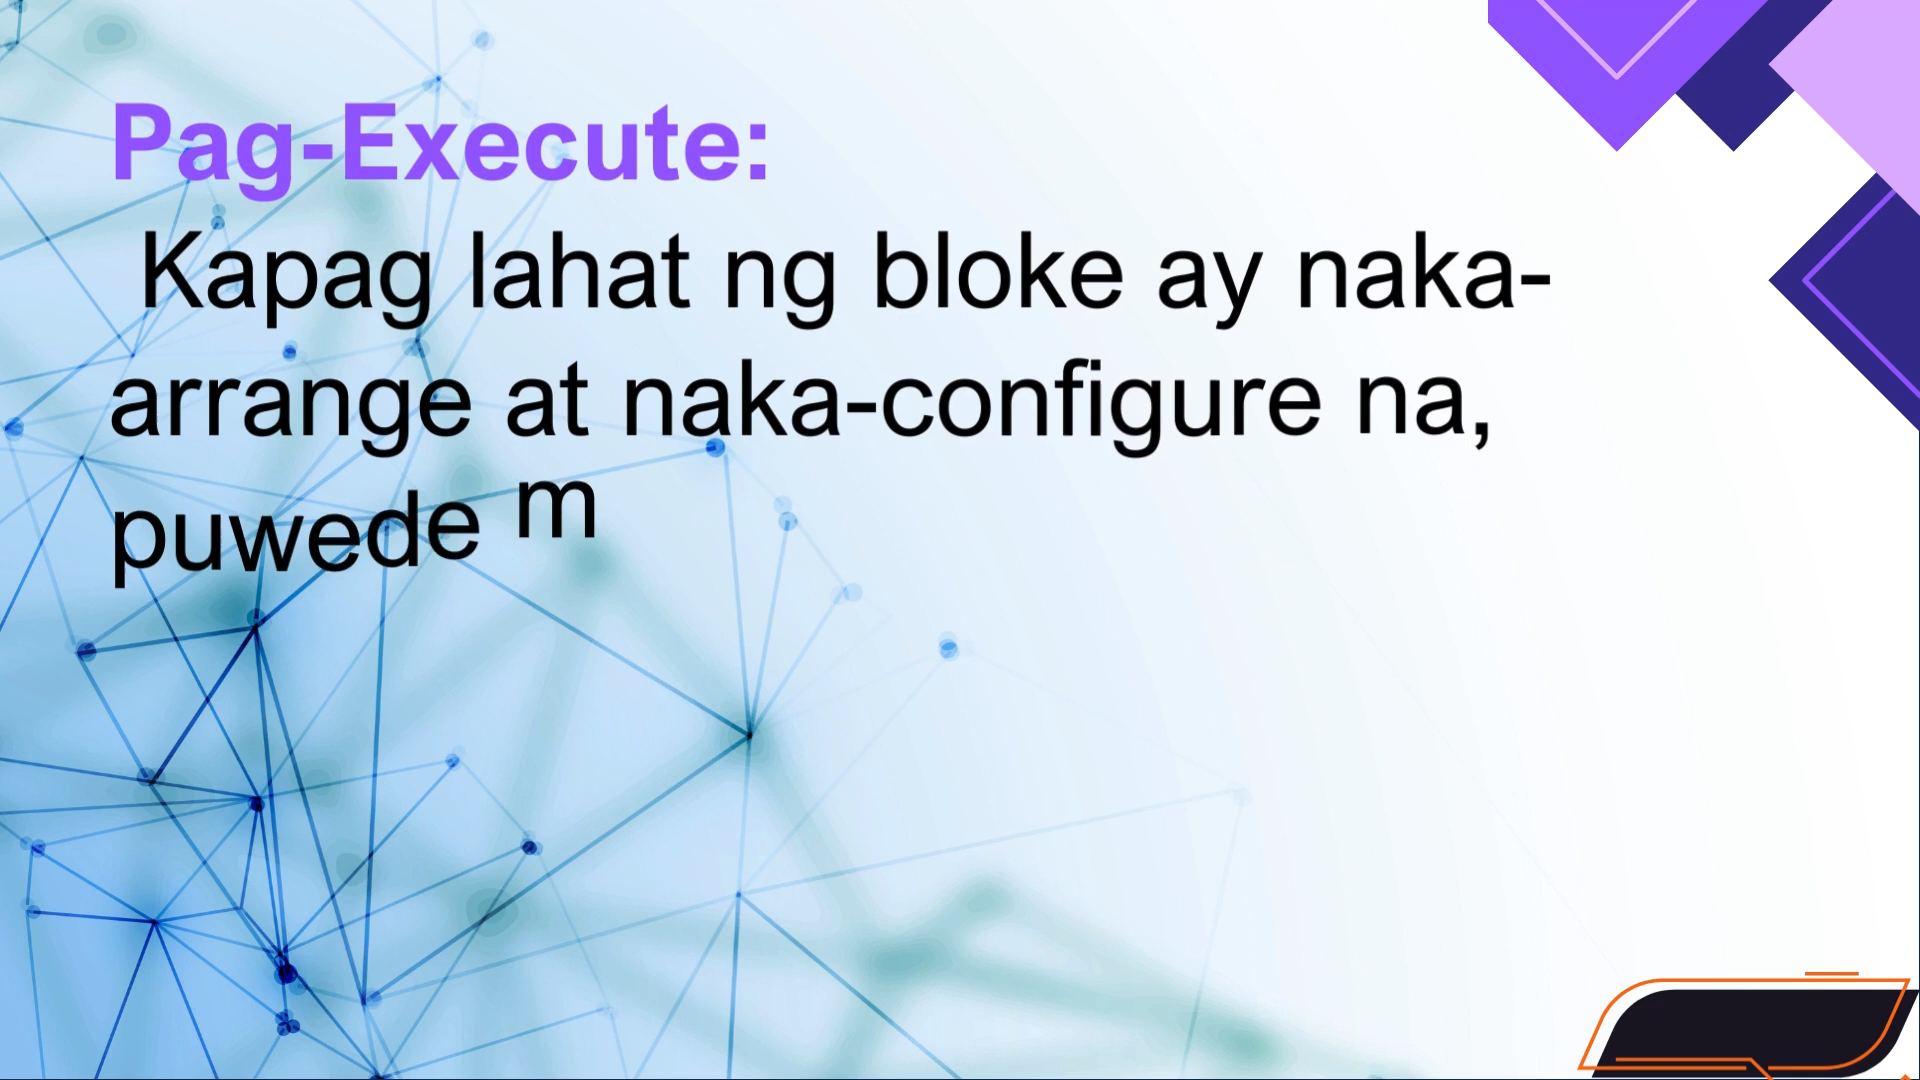 Pag-Execute:
Kapag lahat ng bloke ay naka-
arrange at naka-configure na,
puwede m